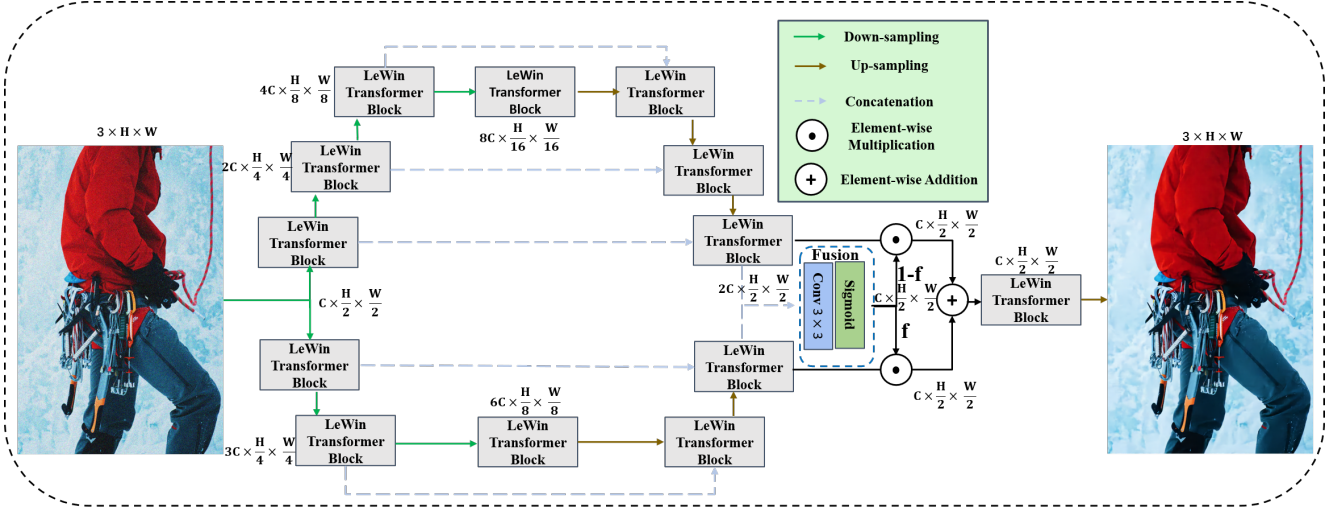 3 × H × W
4C × H/8 × W/8
LeWin
Transformer
Block
LeWin
Transformer
Block
8C × H/16 × W/16
LeWin
Transformer
Block
2C × H/4 × W/4
LeWin
Transformer
Block
LeWin
Transformer
Block
LeWin
Transformer
Block
LeWin
Transformer
Block
C × H/2 × W/2
LeWin
Transformer
Block
LeWin
Transformer
Block
3C × H/4 × W/4
LeWin
Transformer
Block
6C × H/8 × W/8
LeWin
Transformer
Block
LeWin
Transformer
Block
2C × H/2 × W/2
Fusion
Conv 3 × 3
Sigmoid
C × H/2 × W/2
1-f
C × H/2 × W/2
f
C × H/2 × W/2
C × H/2 × W/2
LeWin
Transformer
Block
Down-sampling
Up-sampling
Concatenation
Element-wise
Multiplication
Element-wise Addition
3 × H × W